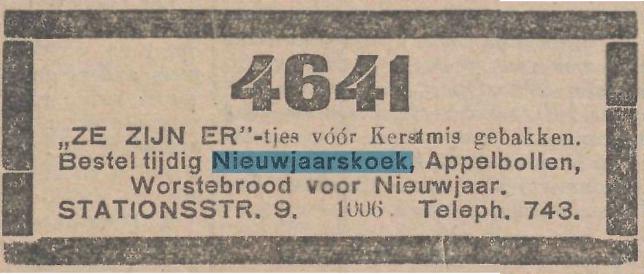 4641
„ZE ZIJN ER”-tjes vóór Kerstmis gebakken.
Bestel tijdig Nieuwjaarskoek, Appelbollen,
Worstebrood voor Nieuwjaar.
STATIONSSTR. 9. 1006. Teleph. 743.